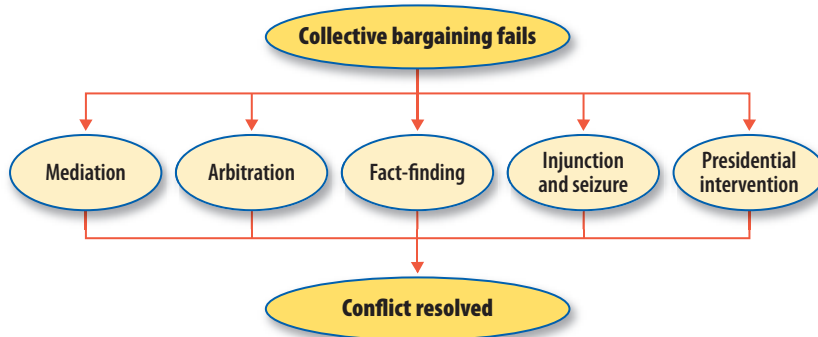 Collective bargaining fails
Mediation
Arbitration
Fact-finding
Injunction
and seizure
Presidential
intervention
Conflict resolved